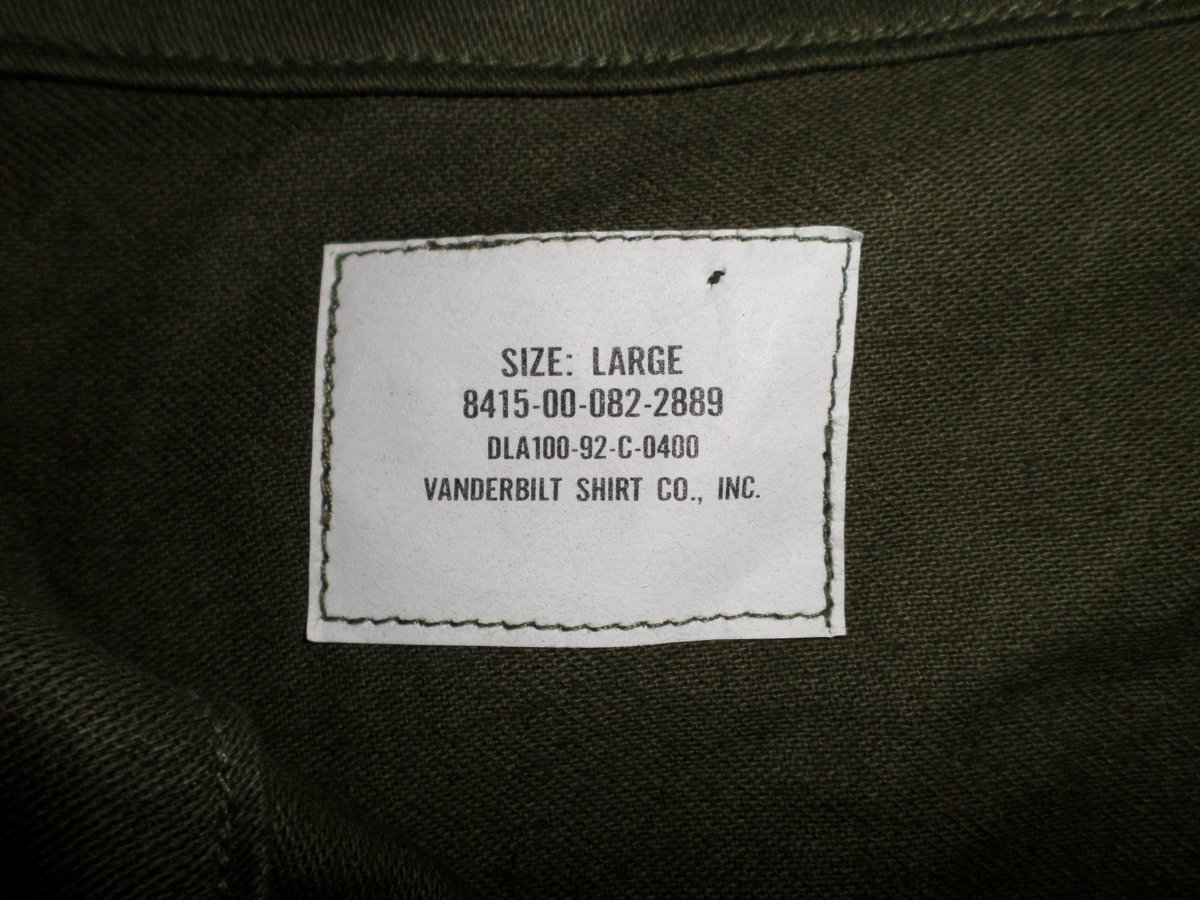 SIZE: LARGE
8415-00-082-2889
DLA100-92-C-0400
VANDERBILT SHIRT CO., INC.